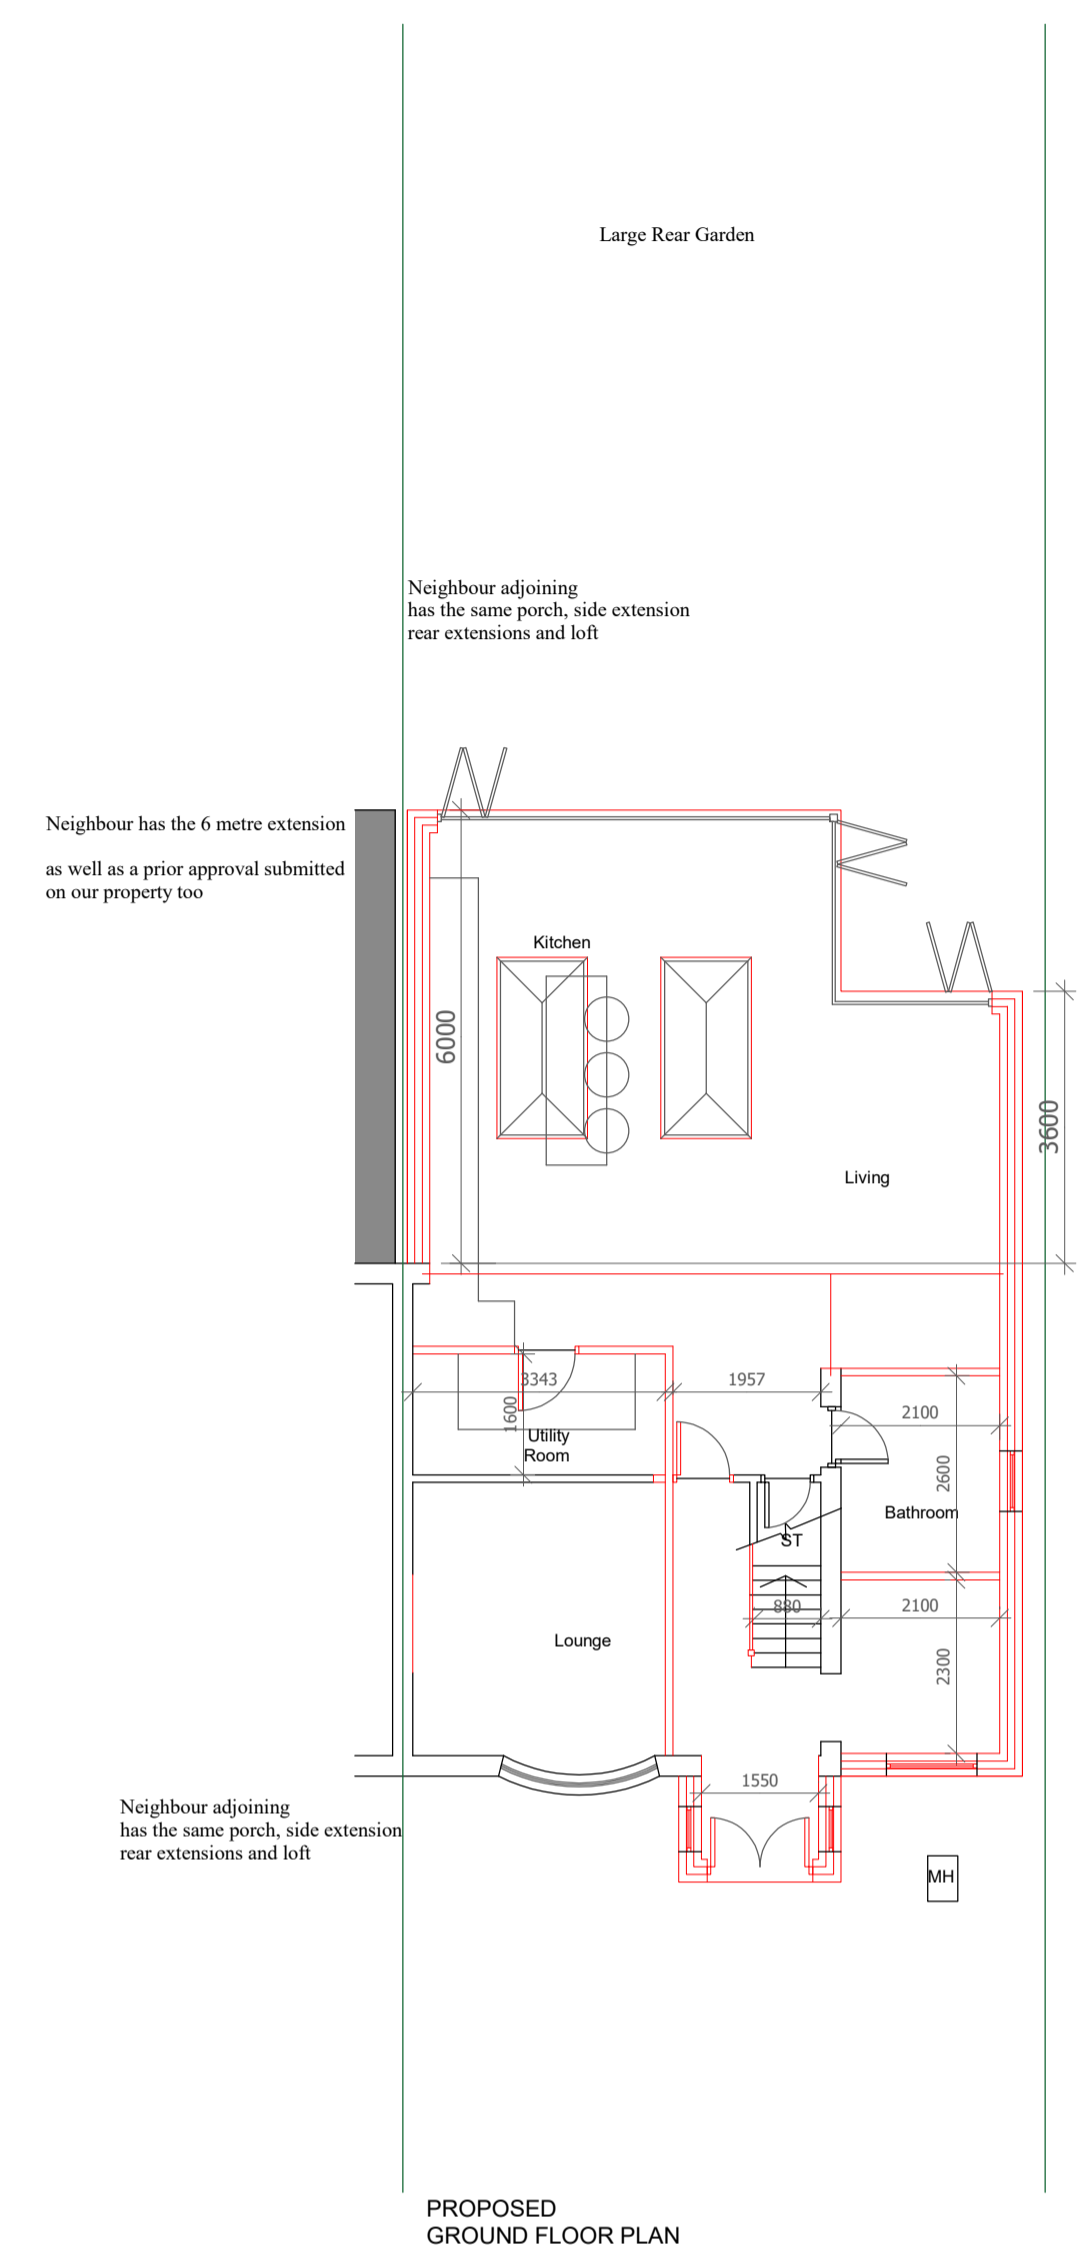 Large Rear Garden
Neighbour adjoining
has the same porch, side extension
rear extensions and loft
Neighbour has the 6 metre extension
as well as a prior approval submitted
on our property too
Kitchen
6000
3600
Living
3343
1957
1600
2100
Utility
Room
2600
Bathroom
ST
880
2100
Lounge
2300
1550
Neighbour adjoining
has the same porch, side extension
rear extensions and loft
MH
PROPOSED
GROUND FLOOR PLAN